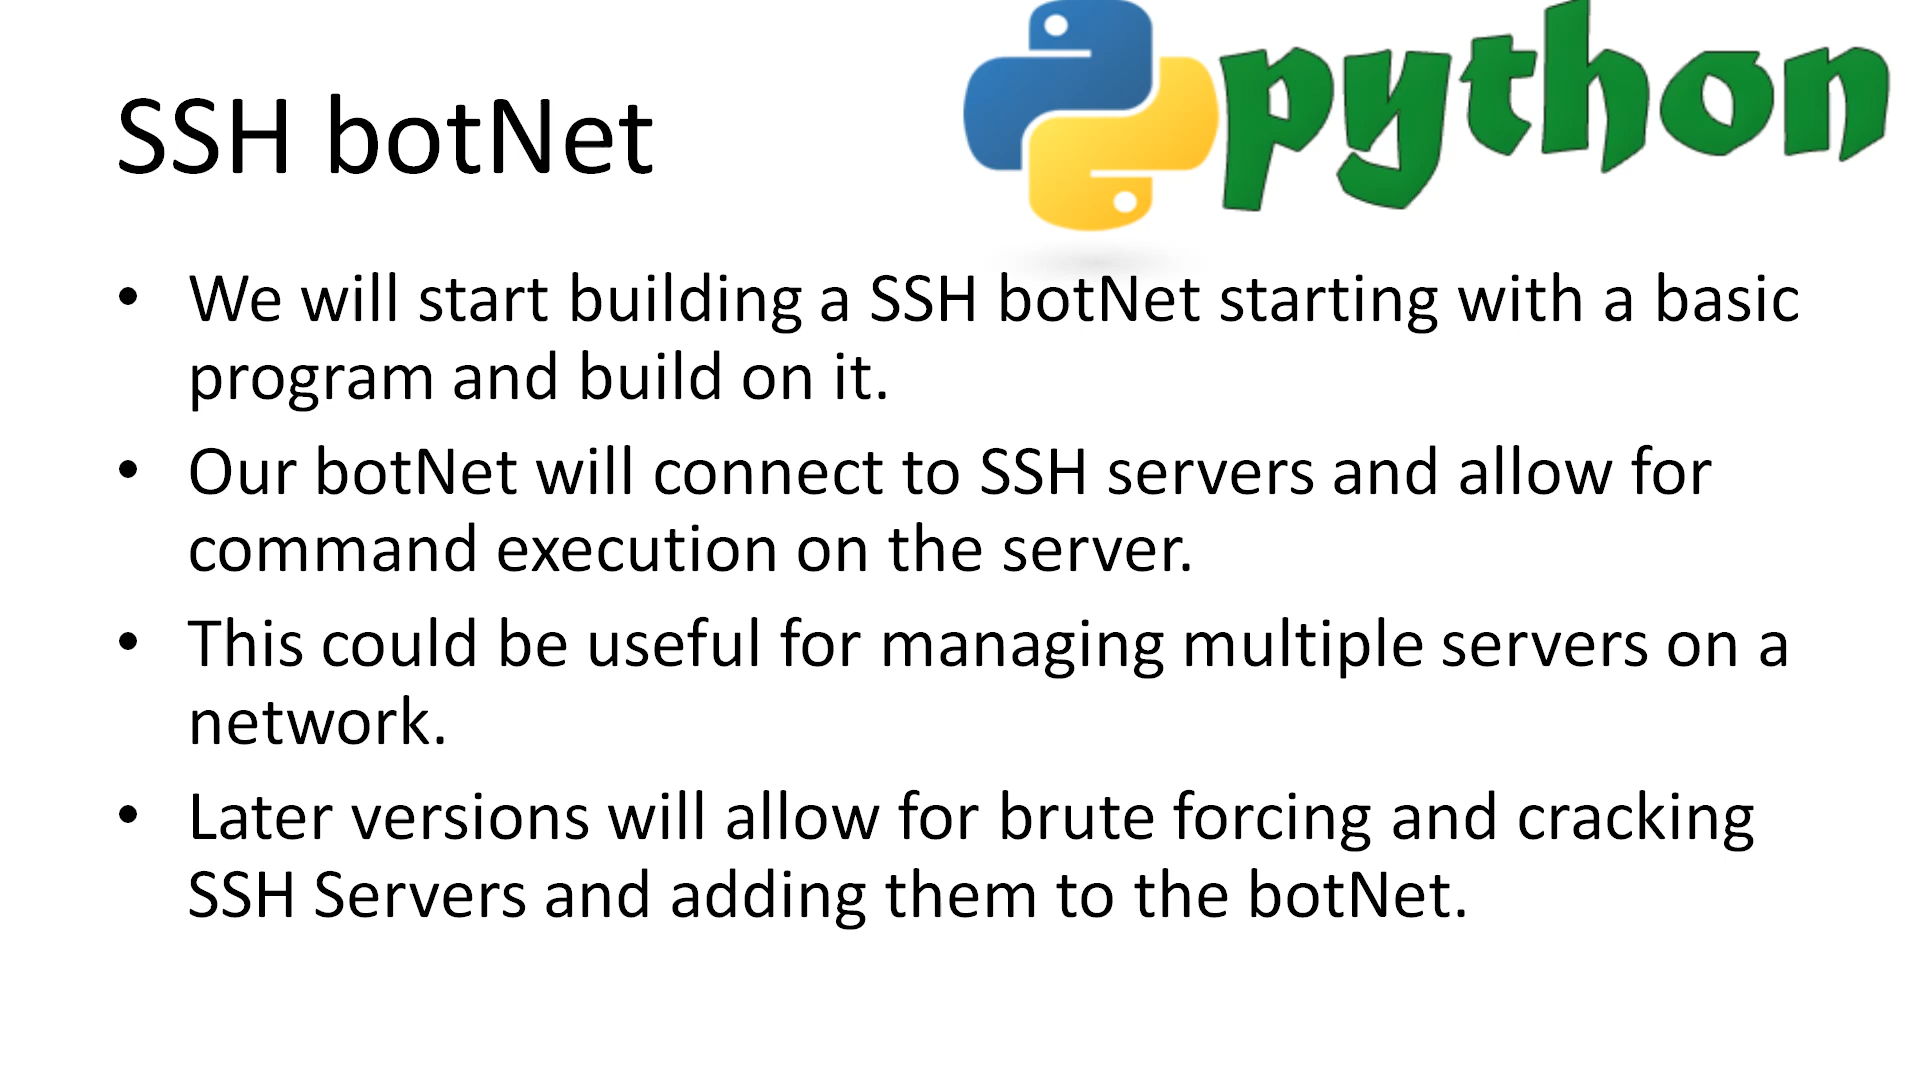 SSH botNet
python
• We will start building a SSH botNet starting with a basic
program and build on it.
• Our botNet will connect to SSH servers and allow for
command execution on the server.
• This could be useful for managing multiple servers on a
network.
• Later versions will allow for brute forcing and cracking
SSH Servers and adding them to the botNet.